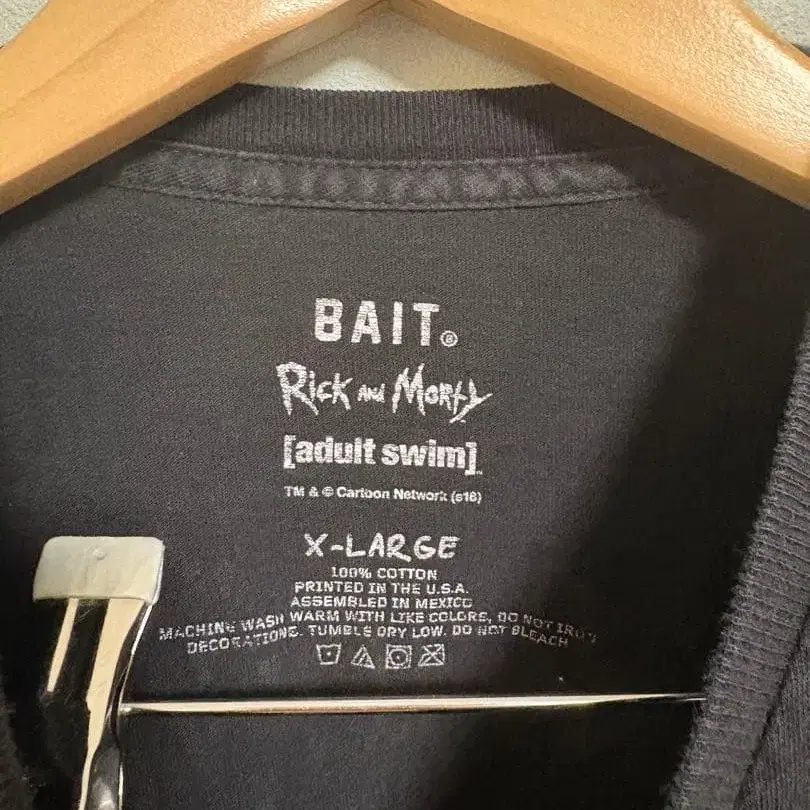 BAIT®
Rick AND Morty
[adult swim]™
TM & © Cartoon Network (s18)
X-LARGE
100% COTTON
PRINTED IN THE U.S.A.
ASSEMBLED IN MEXICO
MACHINE WASH WARM WITH LIKE COLORS, DO NOT IRON
DECORATIONS. TUMBLE DRY LOW. DO NOT BLEACH